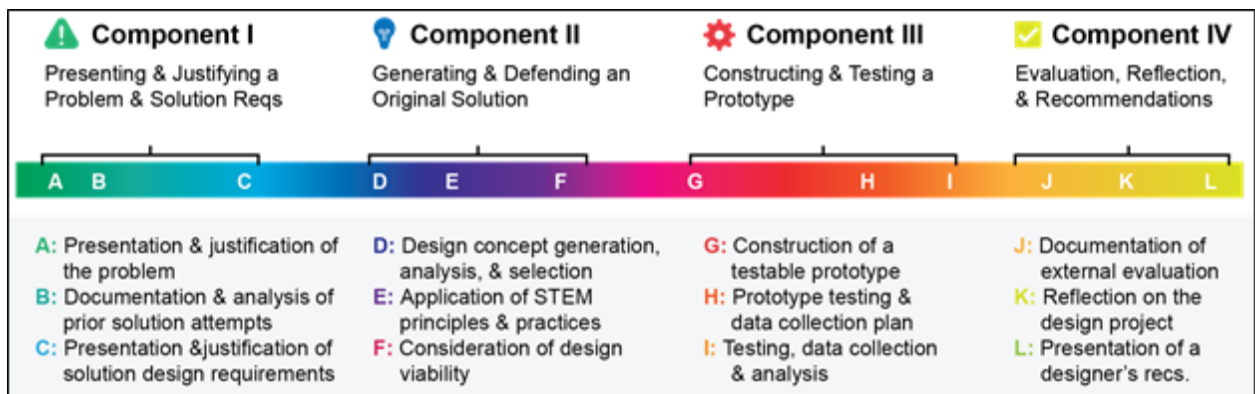 Component I
Presenting & Justifying a
Problem & Solution Reqs
Component II
Generating & Defending an
Original Solution
Component III
Constructing & Testing a
Prototype
Component IV
Evaluation, Reflection,
& Recommendations
A B C D E F G H I J K L
A: Presentation & justification of
the problem
B: Documentation & analysis of
prior solution attempts
C: Presentation &justification of
solution design requirements
D: Design concept generation,
analysis, & selection
E: Application of STEM
principles & practices
F: Consideration of design
viability
G: Construction of a
testable prototype
H: Prototype testing &
data collection plan
I: Testing, data collection
& analysis
J: Documentation of
external evaluation
K: Reflection on the
design project
L: Presentation of a
designer's recs.